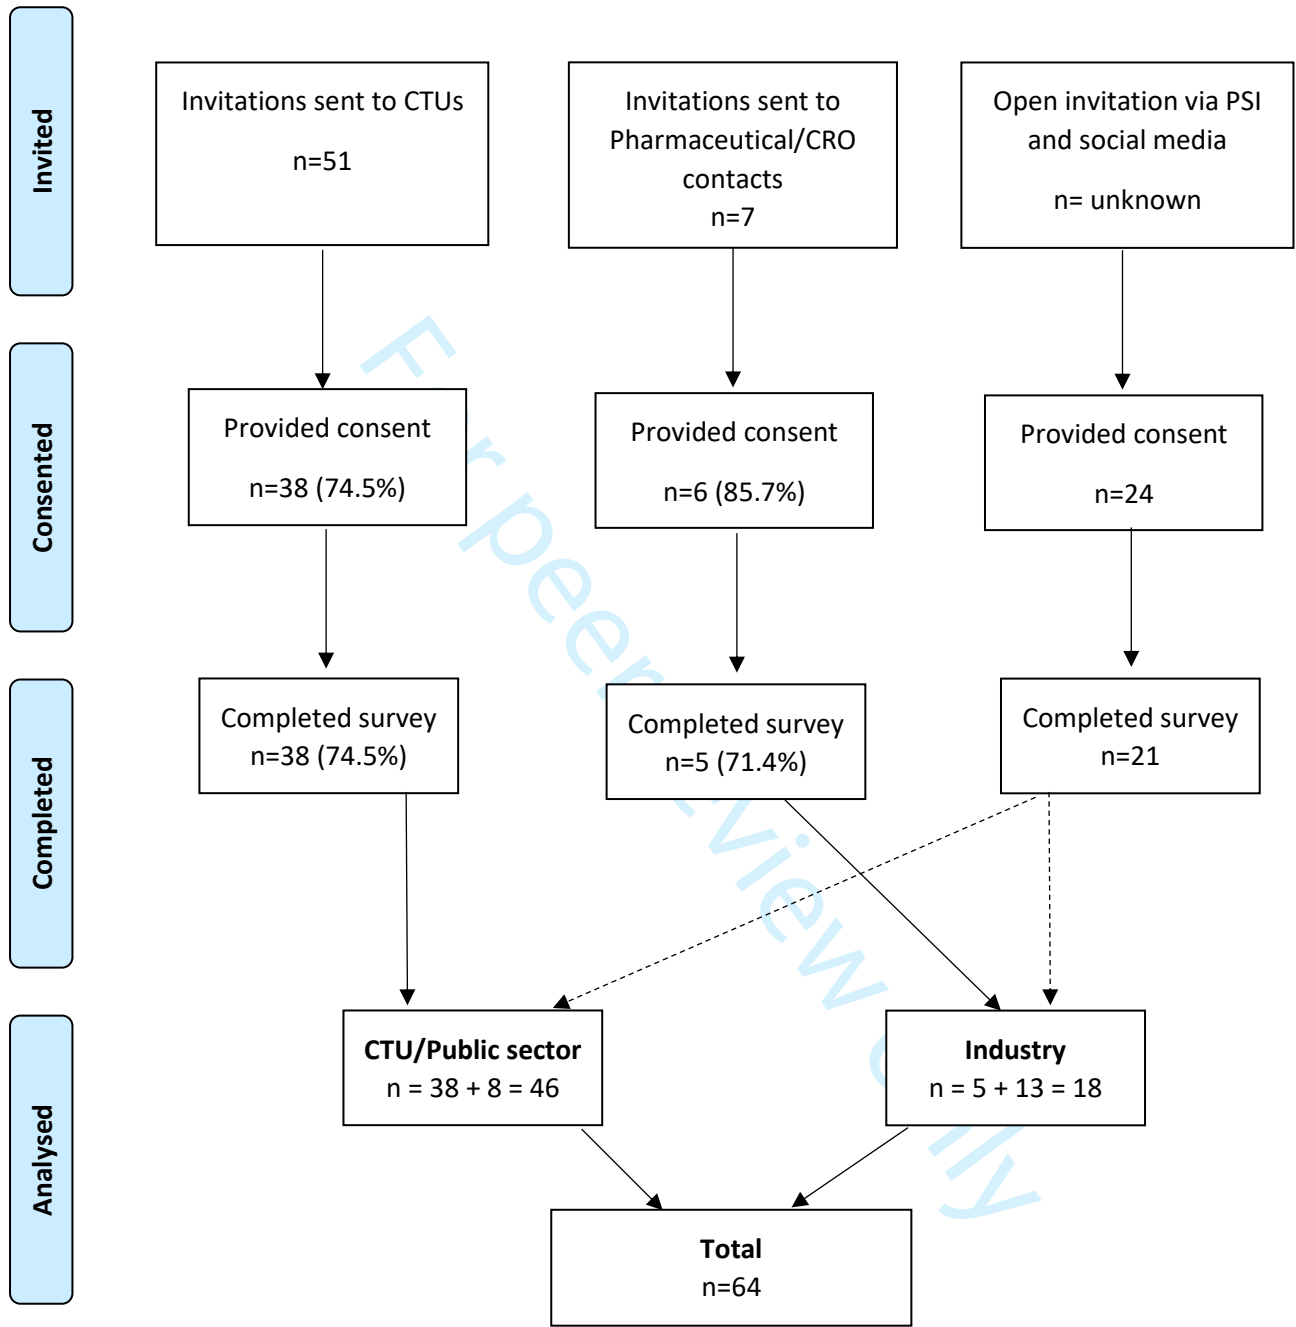 Invited
Invitations sent to CTUs
n=51
Invitations sent to
Pharmaceutical/CRO
contacts
n=7
Open invitation via PSI
and social media
n= unknown
Consented
Provided consent
n=38 (74.5%)
Provided consent
n=6 (85.7%)
Provided consent
n=24
Completed
Completed survey
n=38 (74.5%)
Completed survey
n=5 (71.4%)
Completed survey
n=21
Analysed
CTU/Public sector
n = 38 + 8 = 46
Industry
n = 5 + 13 = 18
Total
n=64
For peer review only